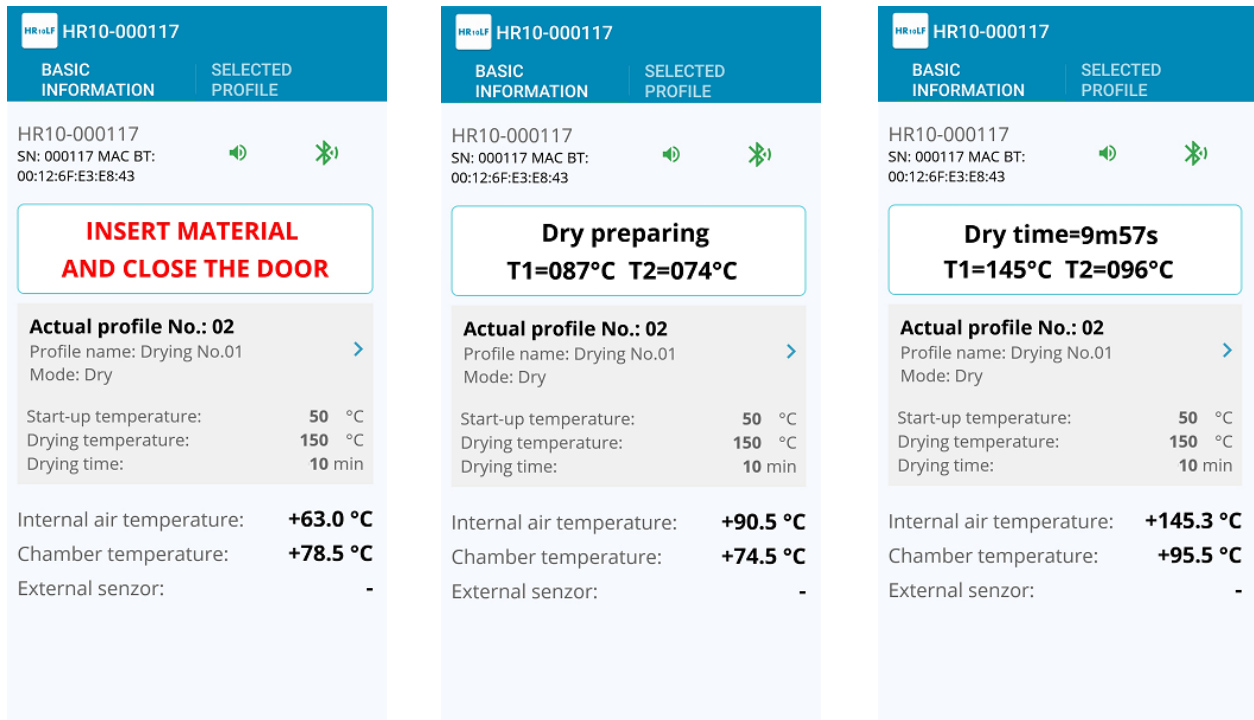 HR10LF HR10-000117
BASIC INFORMATION SELECTED PROFILE
HR10-000117
SN: 000117 MAC BT:
00:12:6F:E3:E8:43
INSERT MATERIAL
AND CLOSE THE DOOR
Actual profile No.: 02
Profile name: Drying No.01
Mode: Dry
Start-up temperature: 50 °C
Drying temperature: 150 °C
Drying time: 10 min
Internal air temperature: +63.0 °C
Chamber temperature: +78.5 °C
External senzor: -
HR10LF HR10-000117
BASIC INFORMATION SELECTED PROFILE
HR10-000117
SN: 000117 MAC BT:
00:12:6F:E3:E8:43
Dry preparing
T1=087°C T2=074°C
Actual profile No.: 02
Profile name: Drying No.01
Mode: Dry
Start-up temperature: 50 °C
Drying temperature: 150 °C
Drying time: 10 min
Internal air temperature: +90.5 °C
Chamber temperature: +74.5 °C
External senzor: -
HR10LF HR10-000117
BASIC INFORMATION SELECTED PROFILE
HR10-000117
SN: 000117 MAC BT:
00:12:6F:E3:E8:43
Dry time=9m57s
T1=145°C T2=096°C
Actual profile No.: 02
Profile name: Drying No.01
Mode: Dry
Start-up temperature: 50 °C
Drying temperature: 150 °C
Drying time: 10 min
Internal air temperature: +145.3 °C
Chamber temperature: +95.5 °C
External senzor: -